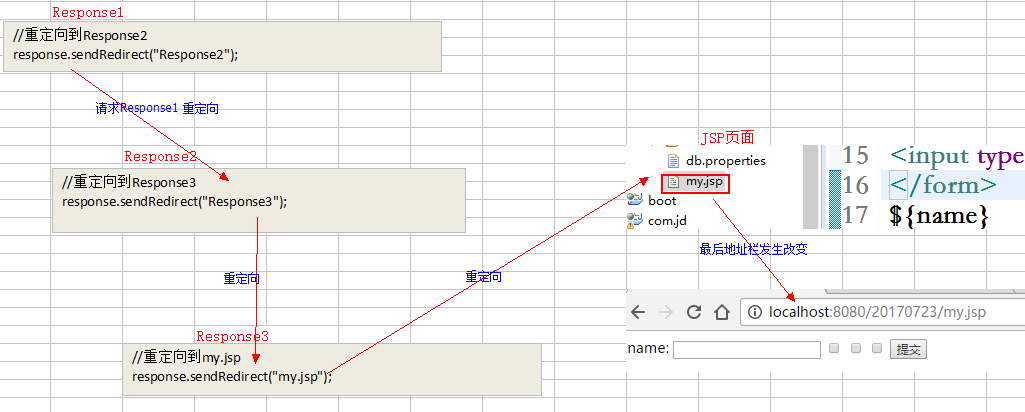 Response1
//重定向到Response2
response.sendRedirect("Response2");
请求Response1 重定向
Response2
//重定向到Response3
response.sendRedirect("Response3");
重定向
Response3
//重定向到my.jsp
response.sendRedirect("my.jsp");
重定向
JSP页面
db.properties
my.jsp
boot
com.jd
15 <input type
16 </form>
17 ${name}
最后地址栏发生改变
localhost:8080/20170723/my.jsp
name: 提交